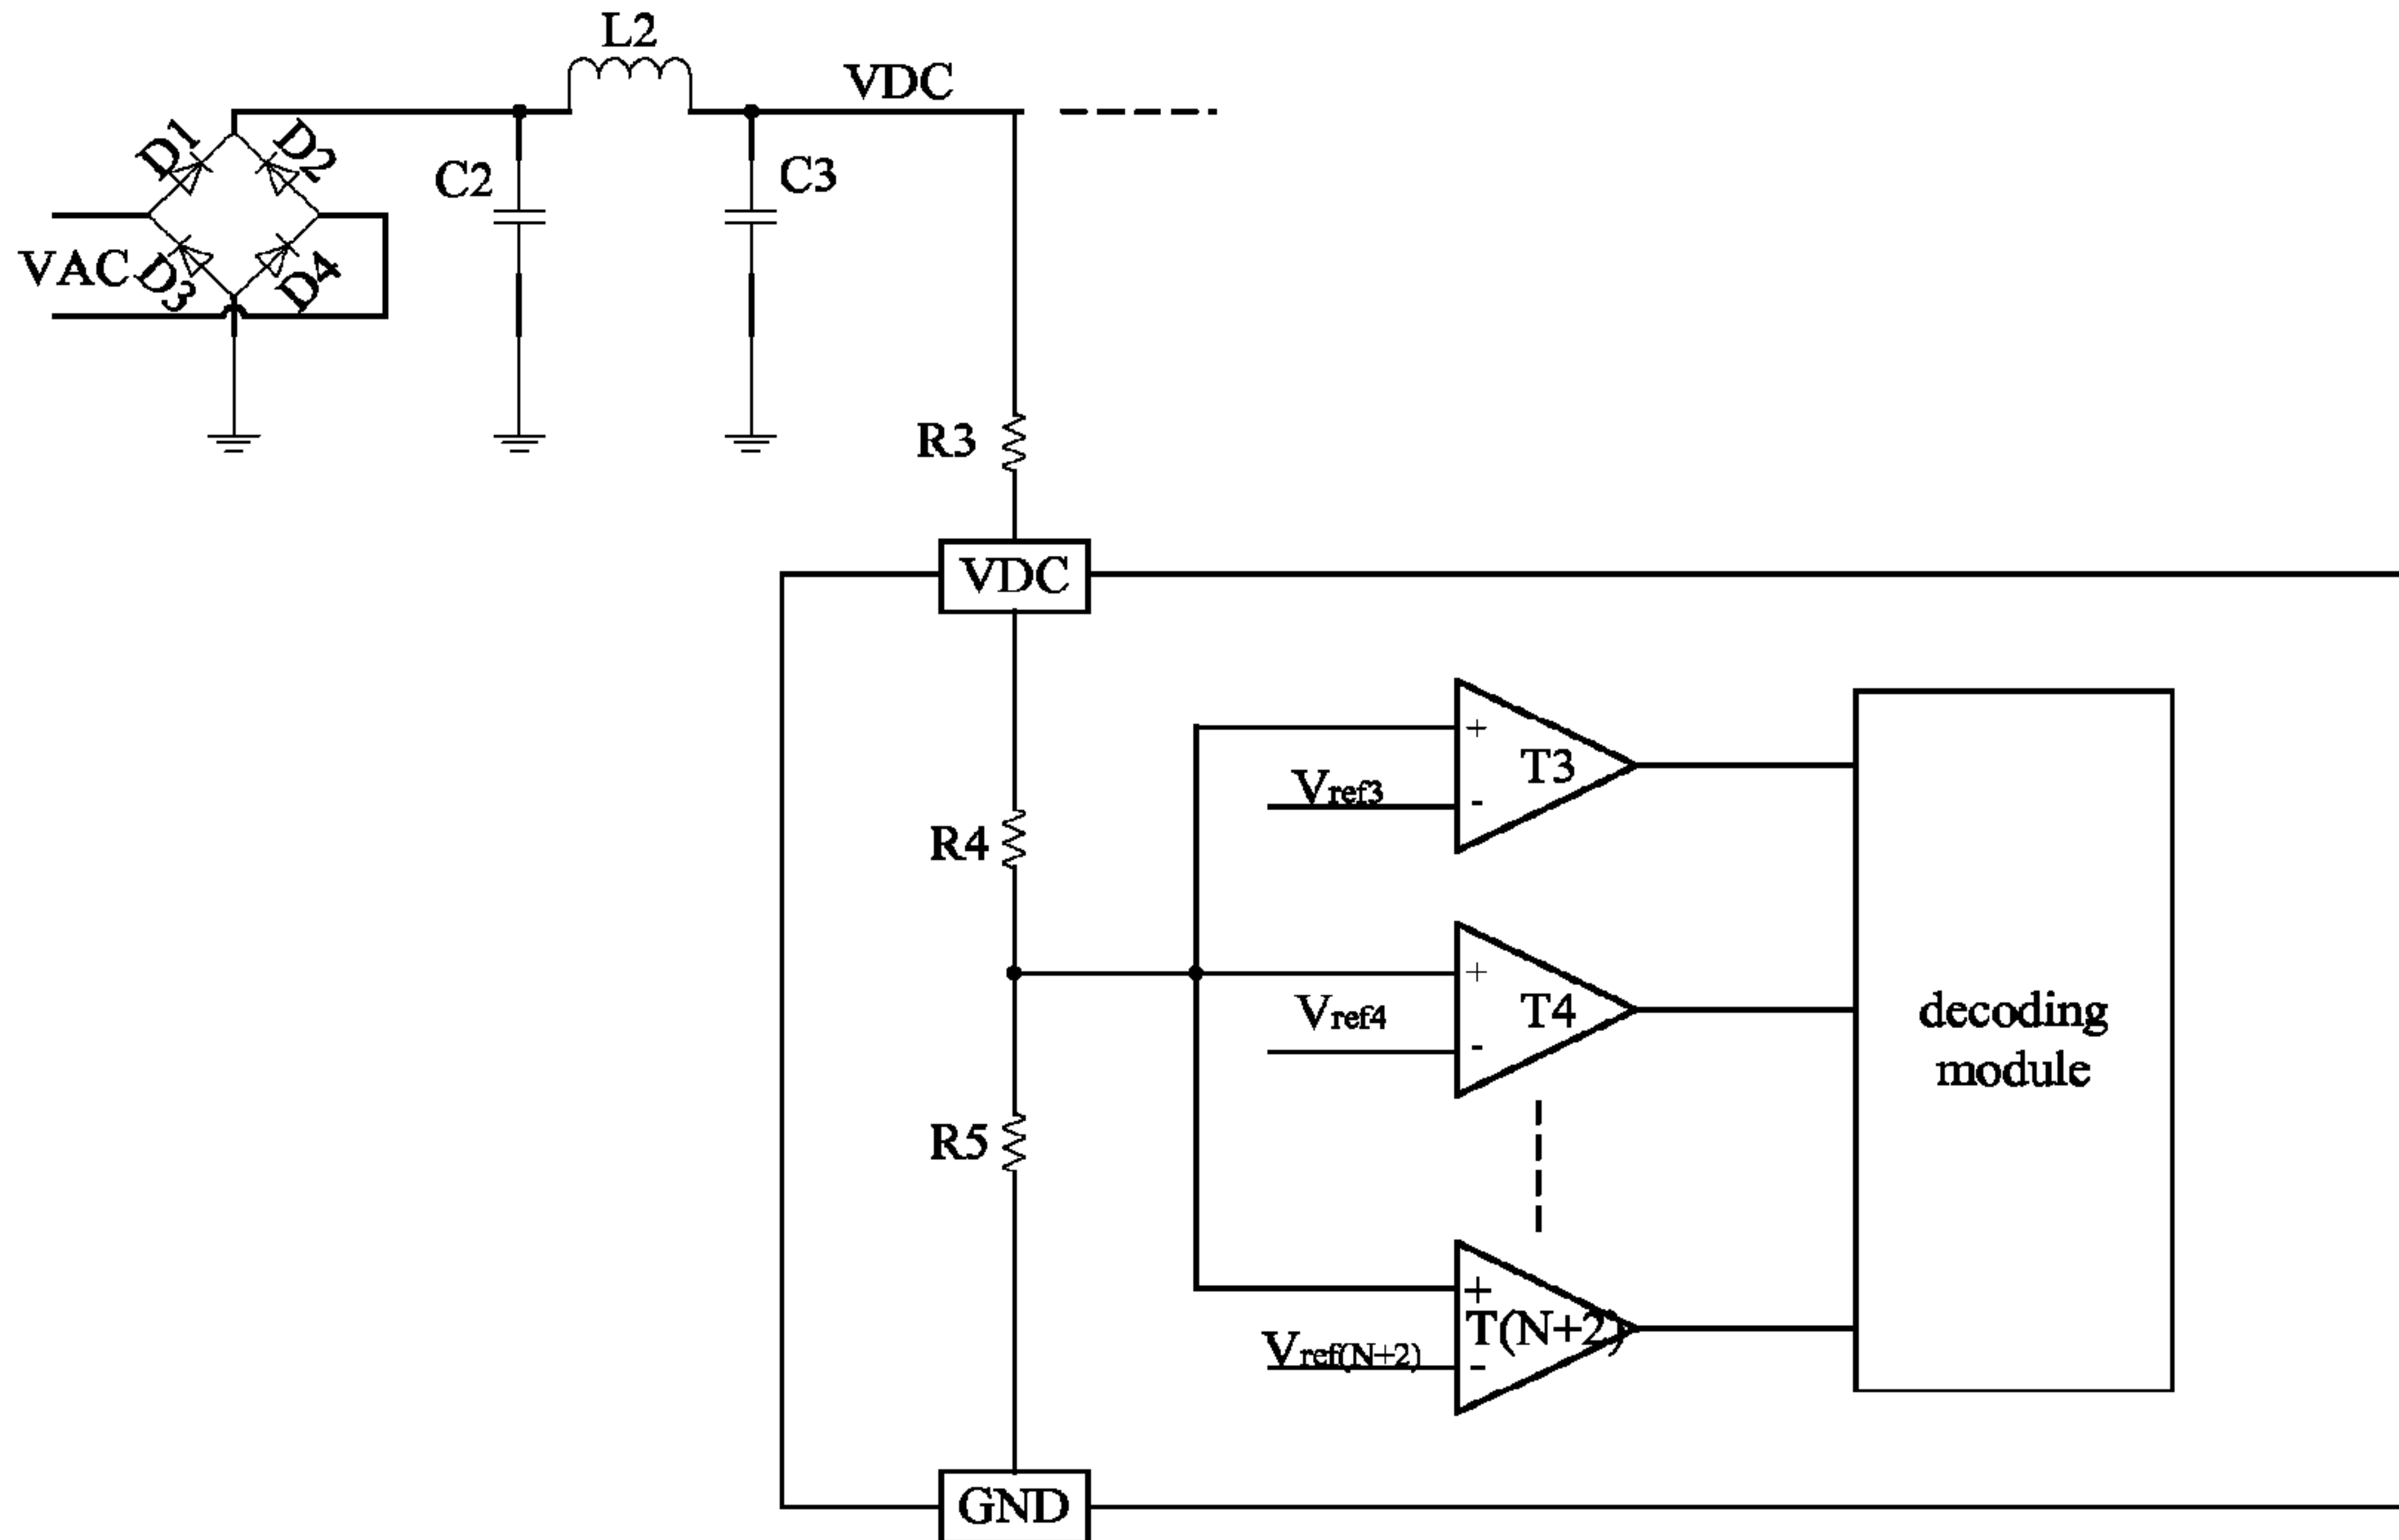 L2
VDC
D1
D2
C2
C3
VAC
D3
D4
R3
VDC
+
T3
Vref3
-
R4
+
T4
Vref4
-
decoding
module
R5
+
T(N+2)
Vref(N+2)
-
GND